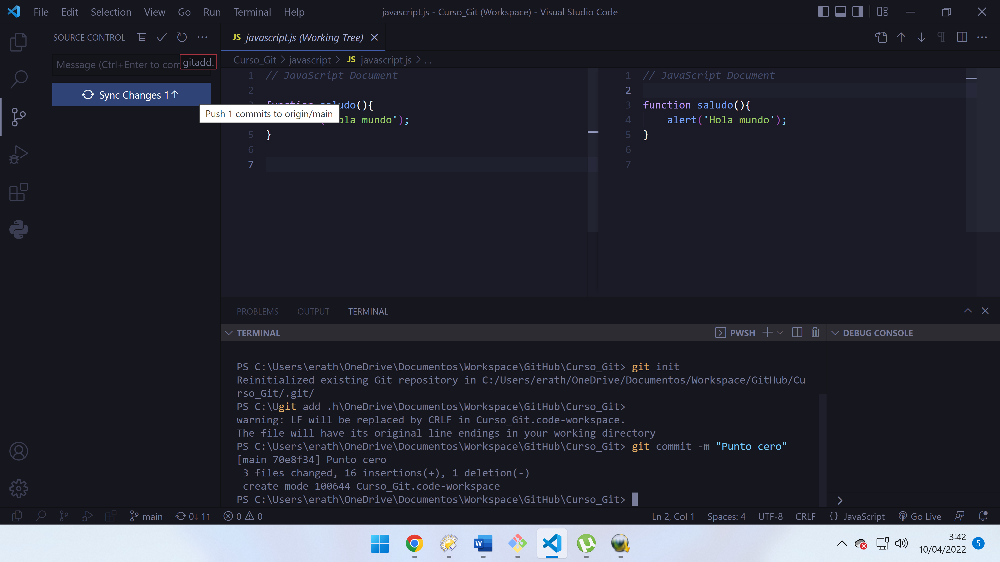 File Edit Selection View Go Run Terminal Help
javascript.js - Curso_Git (Workspace) - Visual Studio Code
SOURCE CONTROL
Message (Ctrl+Enter to com
gitadd.
Sync Changes 1↑
Push 1 commits to origin/main
JS javascript.js (Working Tree)
Curso_Git > javascript > JS javascript.js > ...
1 // JavaScript Document
2
udo(){
ola mundo');
5 }
6
7
1 // JavaScript Document
2
3 function saludo(){
4 alert('Hola mundo');
5 }
6
7
PROBLEMS OUTPUT TERMINAL
TERMINAL
PWSH
DEBUG CONSOLE
PS C:\Users\erath\OneDrive\Documentos\Workspace\GitHub\Curso_Git> git init
Reinitialized existing Git repository in C:/Users/erath/OneDrive/Documentos/Workspace/GitHub/Cu
rso_Git/.git/
PS C:\Ugit add .h\OneDrive\Documentos\Workspace\GitHub\Curso_Git>
warning: LF will be replaced by CRLF in Curso_Git.code-workspace.
The file will have its original line endings in your working directory
PS C:\Users\erath\OneDrive\Documentos\Workspace\GitHub\Curso_Git> git commit -m "Punto cero"
[main 70e8f34] Punto cero
3 files changed, 16 insertions(+), 1 deletion(-)
create mode 100644 Curso_Git.code-workspace
PS C:\Users\erath\OneDrive\Documentos\Workspace\GitHub\Curso_Git>
main 0↓ 1↑ 0 0
Ln 2, Col 1 Spaces: 4 UTF-8 CRLF {} JavaScript Go Live
W
3:42
10/04/2022
5